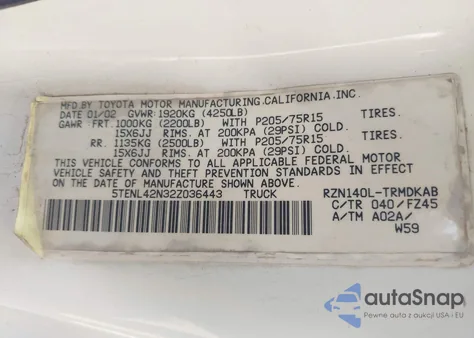 MFD.BY TOYOTA MOTOR MANUFACTURING.CALIFORNIA.INC.
DATE 01/02 GVWR 1920KG (4250LB)
GAWR FRT. 1000KG (2200LB) WITH P205/75R15 TIRES.
15X6JJ RIMS. AT 200KPA (29PSI) COLD.
RR. 1135KG (2500LB) WITH P205/75R15 TIRES.
15X6JJ RIMS. AT 200KPA (29PSI) COLD.
THIS VEHICLE CONFORMS TO ALL APPLICABLE FEDERAL MOTOR
VEHICLE SAFETY AND THEFT PREVENTION STANDARDS IN EFFECT
ON THE DATE OF MANUFACTURE SHOWN ABOVE.
5TENL42N32Z036443 TRUCK RZN140L-TRMDKAB
C/TR 040/FZ45
A/TM A02A/
W59
autoSnap
Pewne auta z aukcji USA i EU